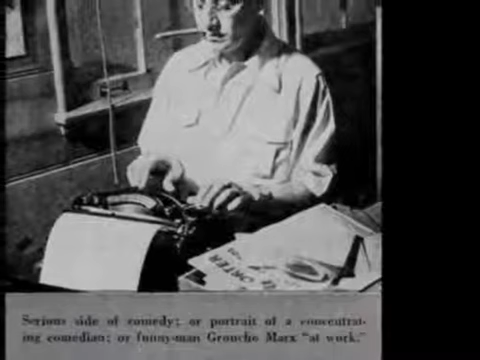 Serious side of comedy; or portrait of a concentrat-
ing comedian; or funny-man Groucho Marx "at work."